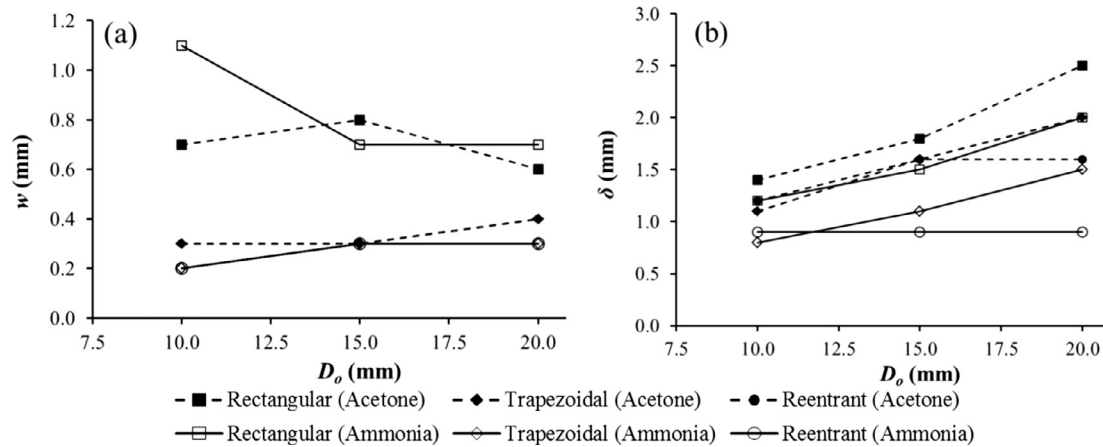 (a)
1.2
1.0
0.8
0.6
0.4
0.2
0.0
w (mm)
7.5 10.0 12.5 15.0 17.5 20.0
Do (mm)
(b)
3.0
2.5
2.0
1.5
1.0
0.5
0.0
δ (mm)
7.5 10.0 12.5 15.0 17.5 20.0
Do (mm)
Rectangular (Acetone) Trapezoidal (Acetone) Reentrant (Acetone)
Rectangular (Ammonia) Trapezoidal (Ammonia) Reentrant (Ammonia)